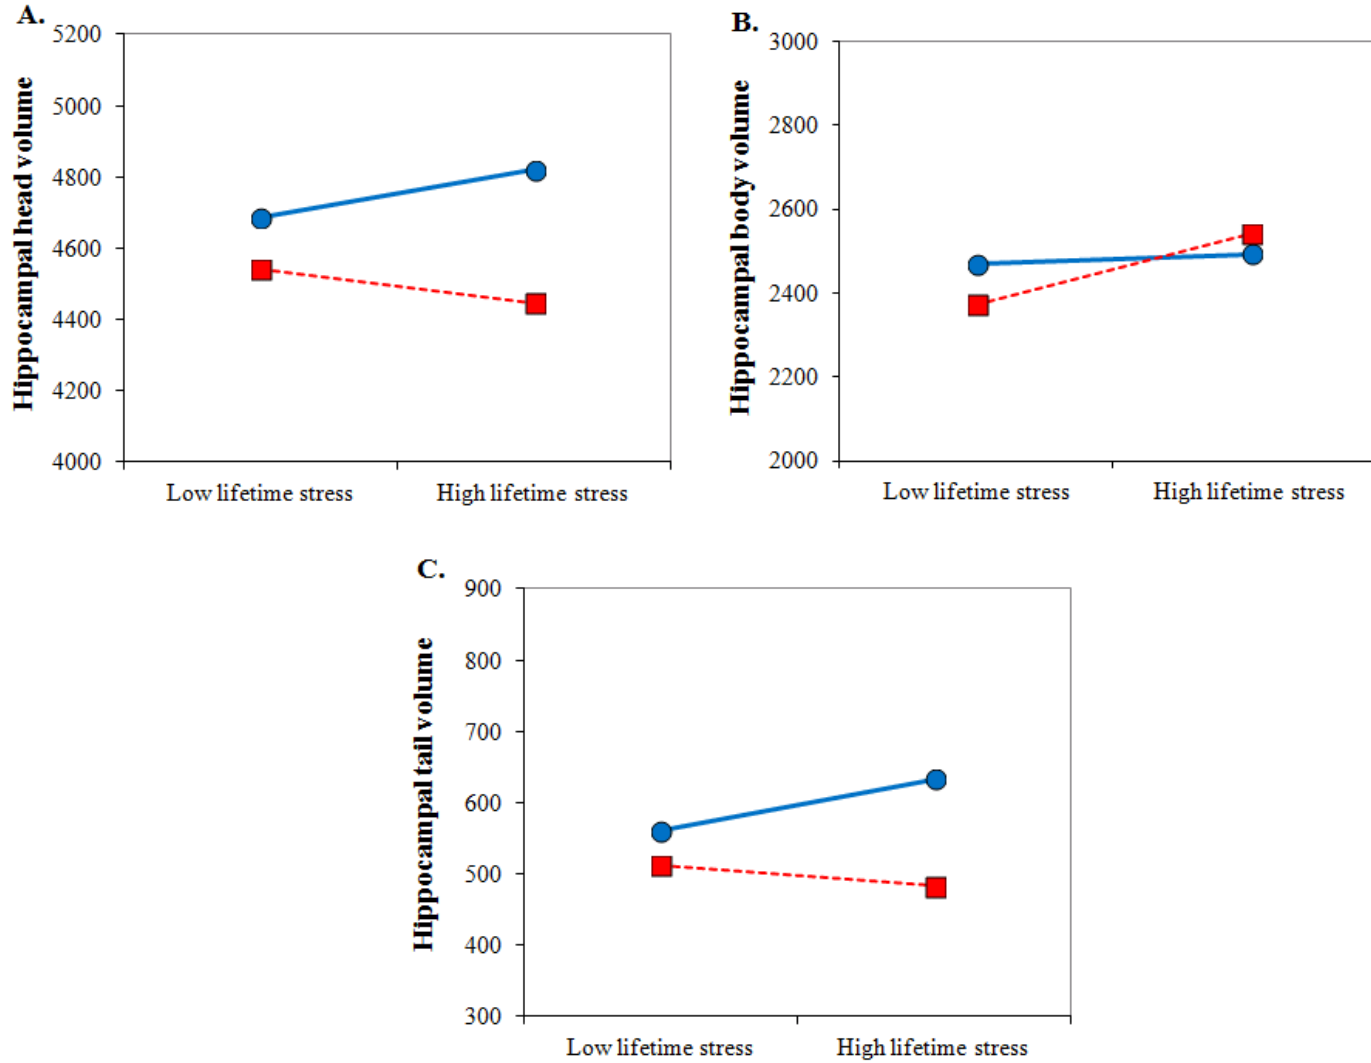 A.
Hippocampal head volume
5200
5000
4800
4600
4400
4200
4000
Low lifetime stress
High lifetime stress
B.
Hippocampal body volume
3000
2800
2600
2400
2200
2000
Low lifetime stress
High lifetime stress
C.
Hippocampal tail volume
900
800
700
600
500
400
300
Low lifetime stress
High lifetime stress